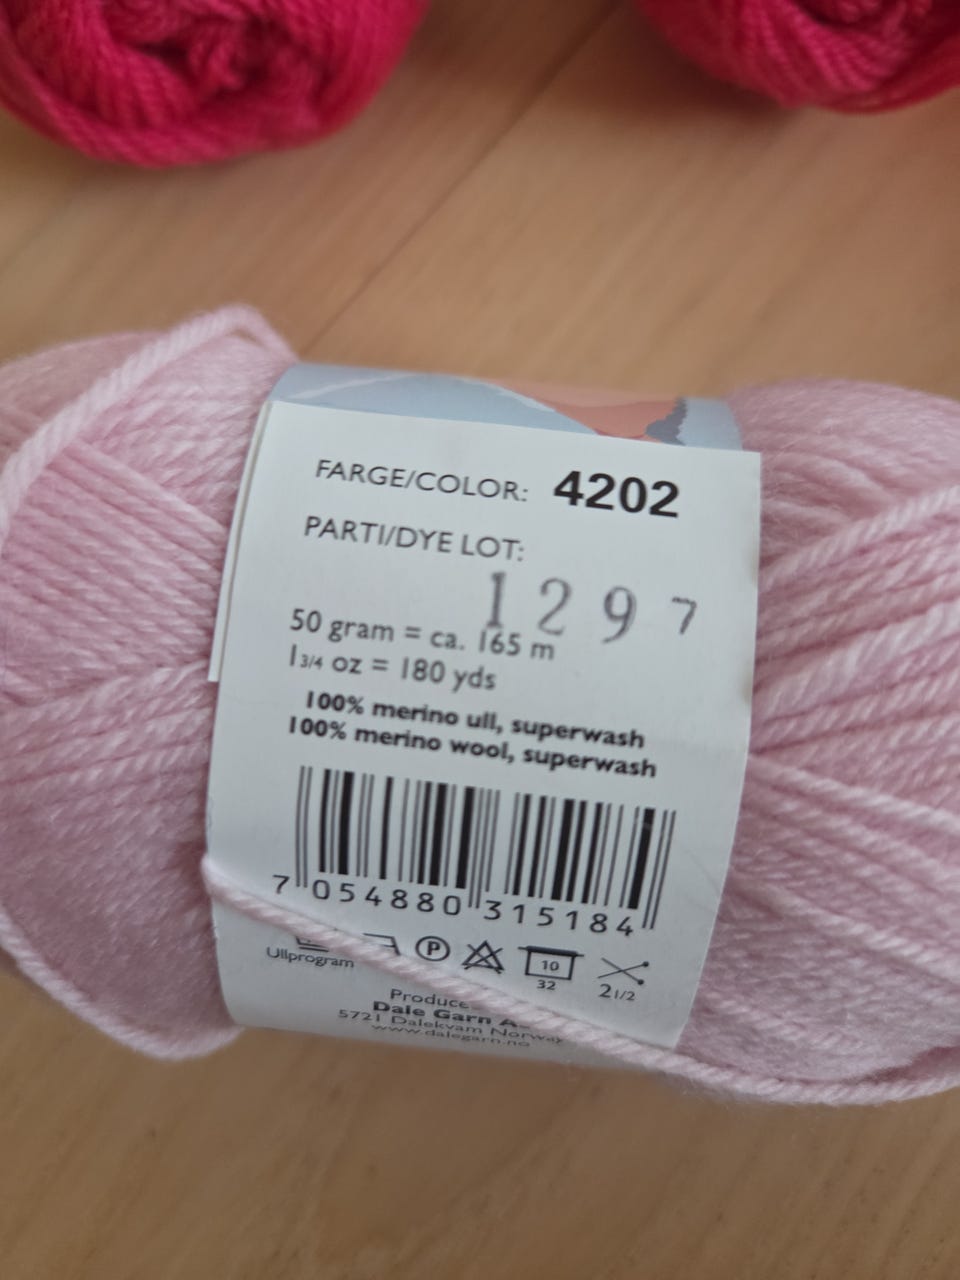 FARGE/COLOR: 4202
PARTI/DYE LOT:
1297
50 gram = ca. 165 m
1 3/4 oz = 180 yds
100% merino ull, superwash
100% merino wool, superwash
7 054880 315184
Ullprogram
P
10
32
2 1/2
Dale Garn
5721 Dalekvam Norway
www.dalegarn.no